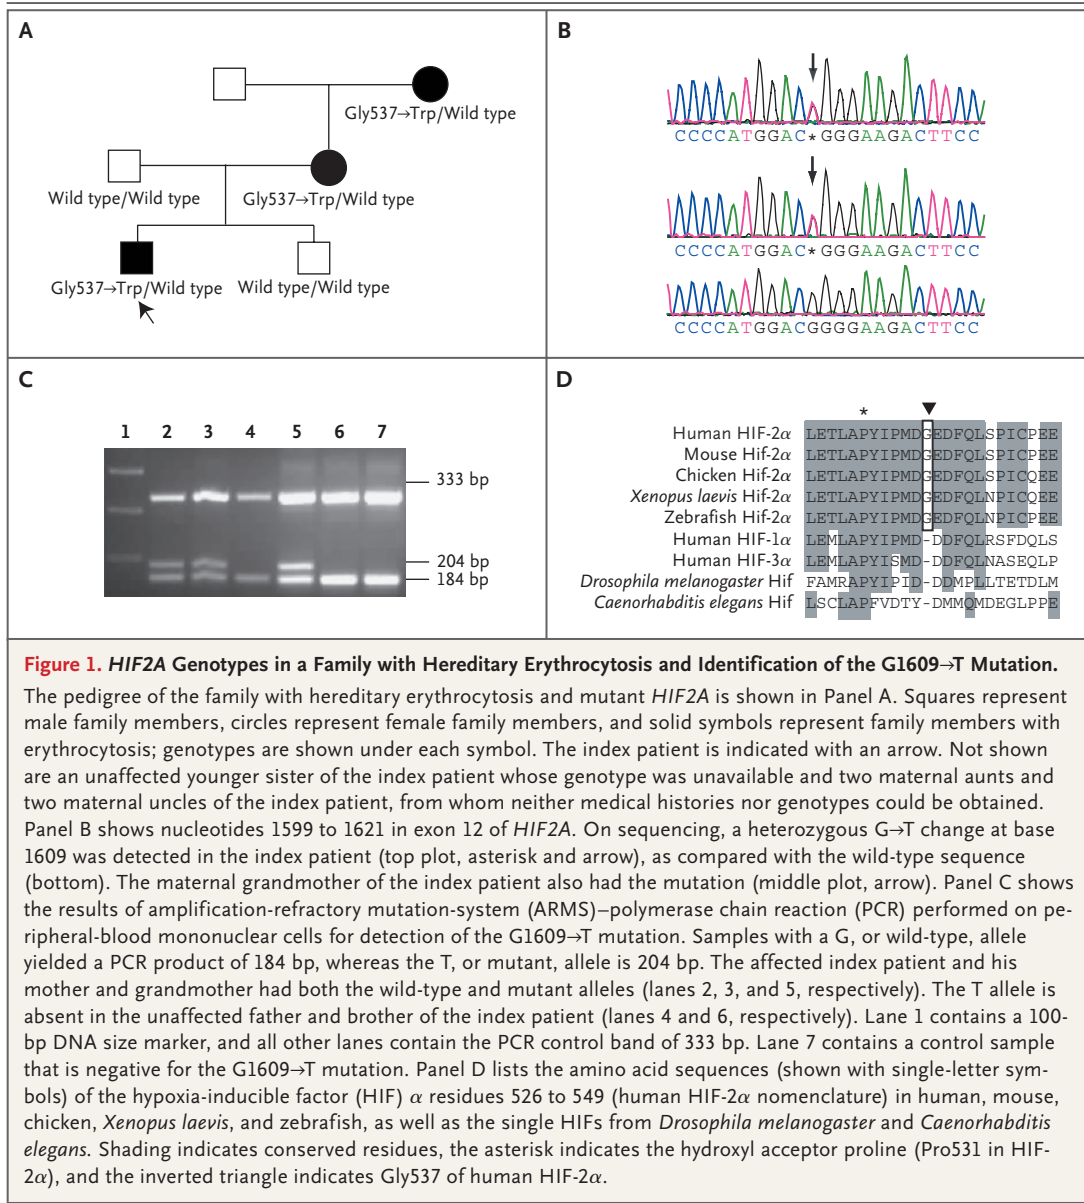 A
Gly537→Trp/Wild type
Wild type/Wild type
Gly537→Trp/Wild type
Gly537→Trp/Wild type
Wild type/Wild type
B
CCCCATGGAC*GGGAAGACTTCC
CCCCATGGAC*GGGAAGACTTCC
CCCCATGGACGGGGAAGACTTCC
C
1 2 3 4 5 6 7
333 bp
204 bp
184 bp
D
*
Human HIF-2α LETLAPYIPMDGEDFQLSPICPEE
Mouse Hif-2α LETLAPYIPMDGEDFQLSPICPEE
Chicken Hif-2α LETLAPYIPMDGEDFQLSPICQEE
Xenopus laevis Hif-2α LETLAPYIPMDGEDFQLNPICQEE
Zebrafish Hif-2α LETLAPYIPMDGEDFQLNPICPEE
Human HIF-1α LEMLAPYIPMD-DDFQLRSFDQLS
Human HIF-3α LEMLAPYISMD-DDFQLNASEQLP
Drosophila melanogaster Hif FAMRAPYIPID-DDMPLLTETDLM
Caenorhabditis elegans Hif LSCLAPFVDTY-DMMQMDEGLPPE
Figure 1. HIF2A Genotypes in a Family with Hereditary Erythrocytosis and Identification of the G1609→T Mutation.
The pedigree of the family with hereditary erythrocytosis and mutant HIF2A is shown in Panel A. Squares represent
male family members, circles represent female family members, and solid symbols represent family members with
erythrocytosis; genotypes are shown under each symbol. The index patient is indicated with an arrow. Not shown
are an unaffected younger sister of the index patient whose genotype was unavailable and two maternal aunts and
two maternal uncles of the index patient, from whom neither medical histories nor genotypes could be obtained.
Panel B shows nucleotides 1599 to 1621 in exon 12 of HIF2A. On sequencing, a heterozygous G→T change at base
1609 was detected in the index patient (top plot, asterisk and arrow), as compared with the wild-type sequence
(bottom). The maternal grandmother of the index patient also had the mutation (middle plot, arrow). Panel C shows
the results of amplification-refractory mutation-system (ARMS)–polymerase chain reaction (PCR) performed on pe-
ripheral-blood mononuclear cells for detection of the G1609→T mutation. Samples with a G, or wild-type, allele
yielded a PCR product of 184 bp, whereas the T, or mutant, allele is 204 bp. The affected index patient and his
mother and grandmother had both the wild-type and mutant alleles (lanes 2, 3, and 5, respectively). The T allele is
absent in the unaffected father and brother of the index patient (lanes 4 and 6, respectively). Lane 1 contains a 100-
bp DNA size marker, and all other lanes contain the PCR control band of 333 bp. Lane 7 contains a control sample
that is negative for the G1609→T mutation. Panel D lists the amino acid sequences (shown with single-letter sym-
bols) of the hypoxia-inducible factor (HIF) α residues 526 to 549 (human HIF-2α nomenclature) in human, mouse,
chicken, Xenopus laevis, and zebrafish, as well as the single HIFs from Drosophila melanogaster and Caenorhabditis
elegans. Shading indicates conserved residues, the asterisk indicates the hydroxyl acceptor proline (Pro531 in HIF-
2α), and the inverted triangle indicates Gly537 of human HIF-2α.